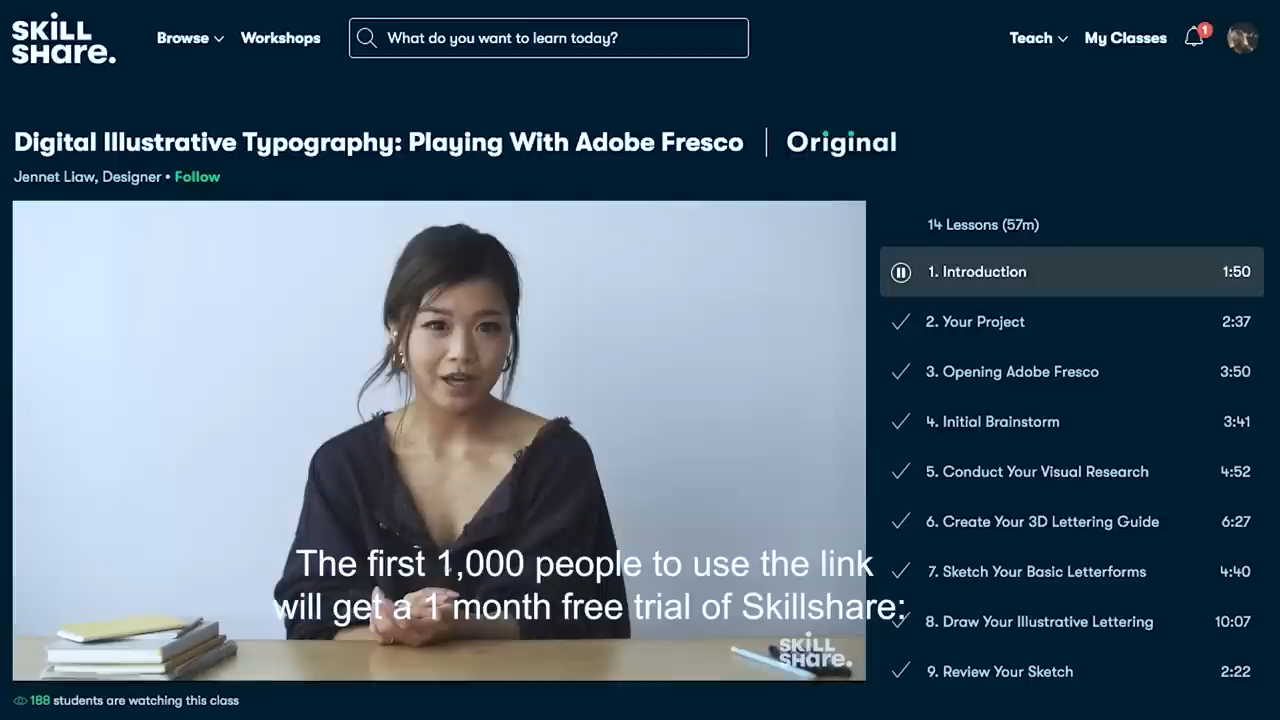 SKILL
SHare.
Browse
Workshops
What do you want to learn today?
Teach
My Classes
1
Digital Illustrative Typography: Playing With Adobe Fresco | Original
Jennet Liaw, Designer • Follow
14 Lessons (57m)
1. Introduction 1:50
2. Your Project 2:37
3. Opening Adobe Fresco 3:50
4. Initial Brainstorm 3:41
5. Conduct Your Visual Research 4:52
6. Create Your 3D Lettering Guide 6:27
7. Sketch Your Basic Letterforms 4:40
8. Draw Your Illustrative Lettering 10:07
9. Review Your Sketch 2:22
The first 1,000 people to use the link
will get a 1 month free trial of Skillshare:
SKILL
SHare.
188 students are watching this class